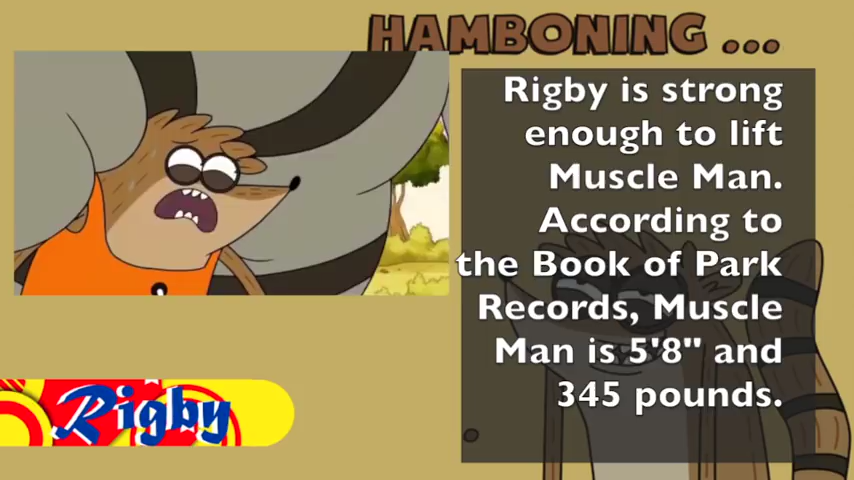 HAMBONING ...
Rigby is strong
enough to lift
Muscle Man.
According to
the Book of Park
Records, Muscle
Man is 5'8" and
345 pounds.
Rigby